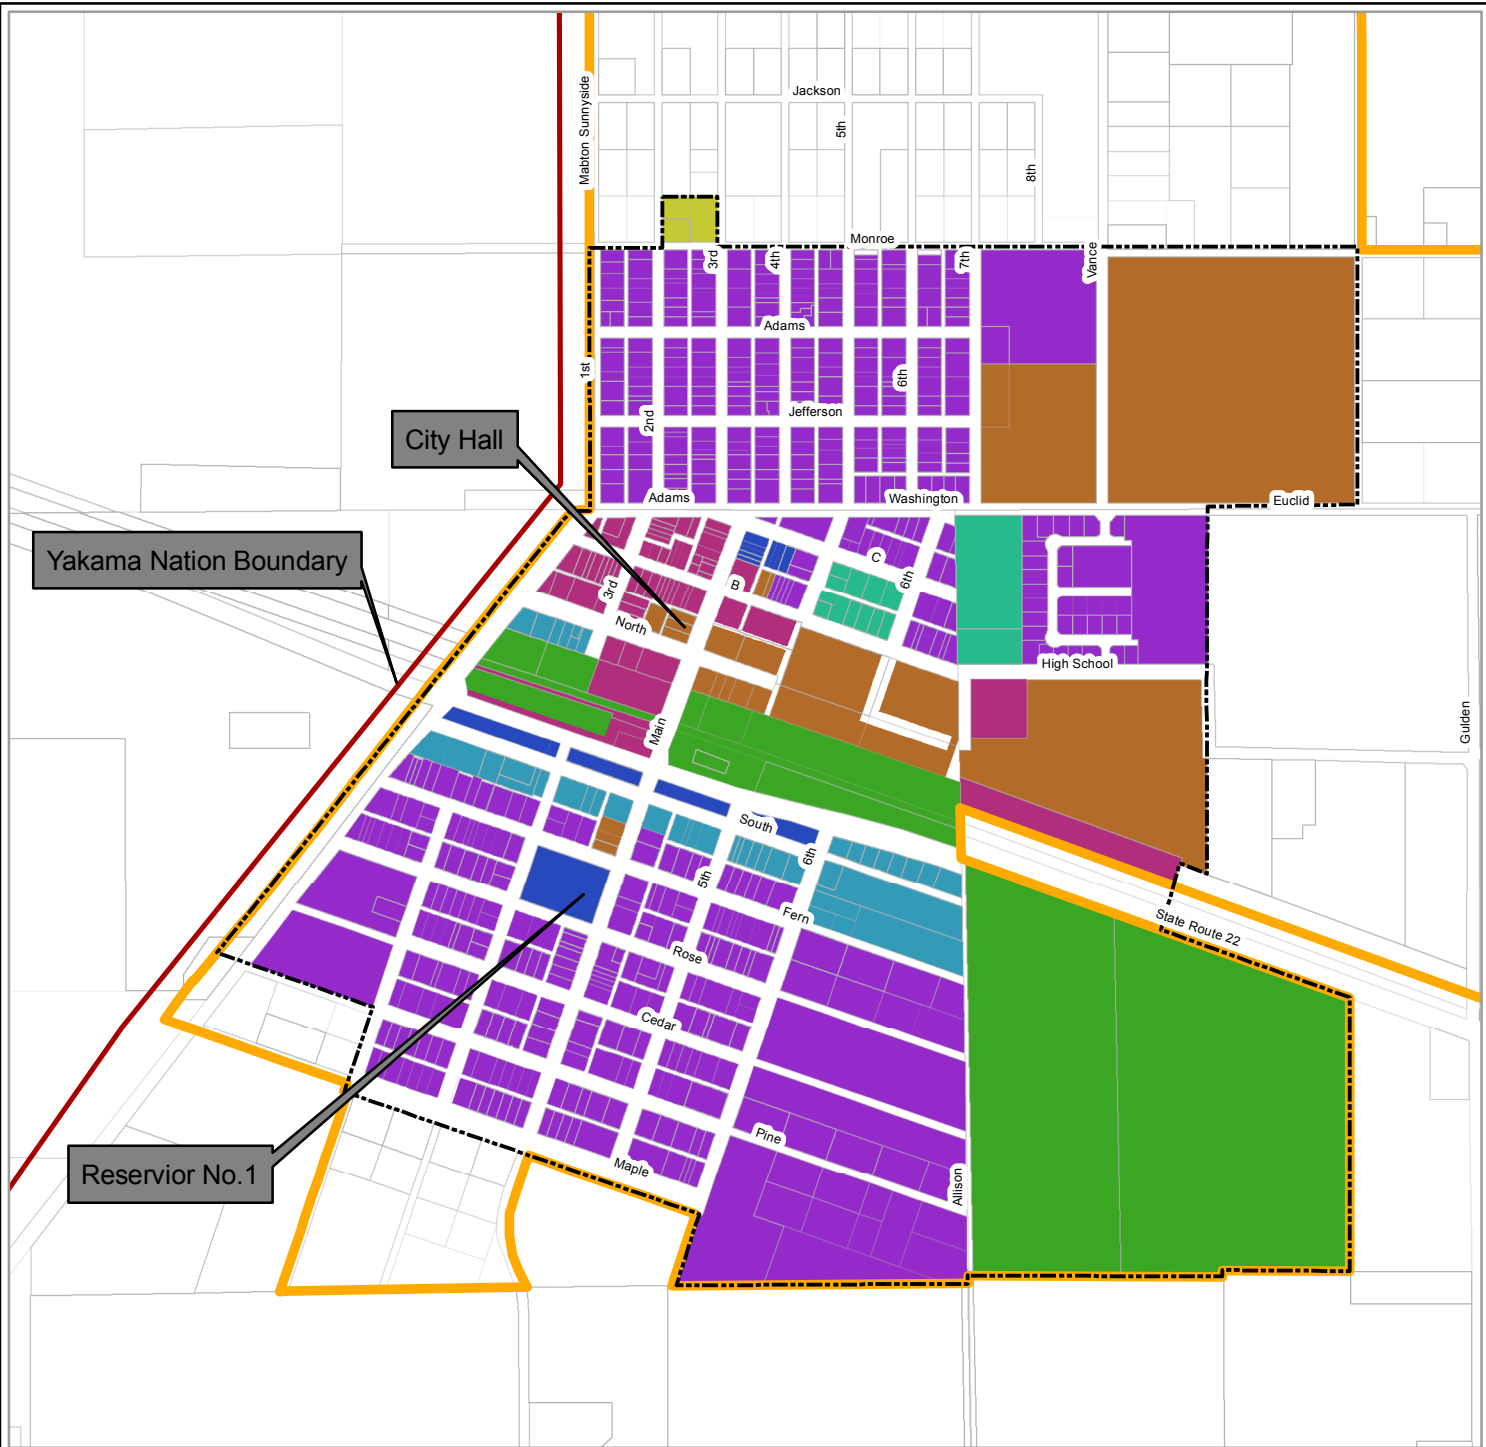 Mabton Sunnyside
Jackson
5th
8th
Monroe
3rd
4th
7th
Vance
Adams
1st
6th
2nd
Jefferson
City Hall
Adams
Washington
Euclid
Yakama Nation Boundary
C
3rd
B
6th
North
High School
Main
Gulden
South
6th
5th
Fern
State Route 22
Rose
Cedar
Pine
Reservior No.1
Maple
Allison